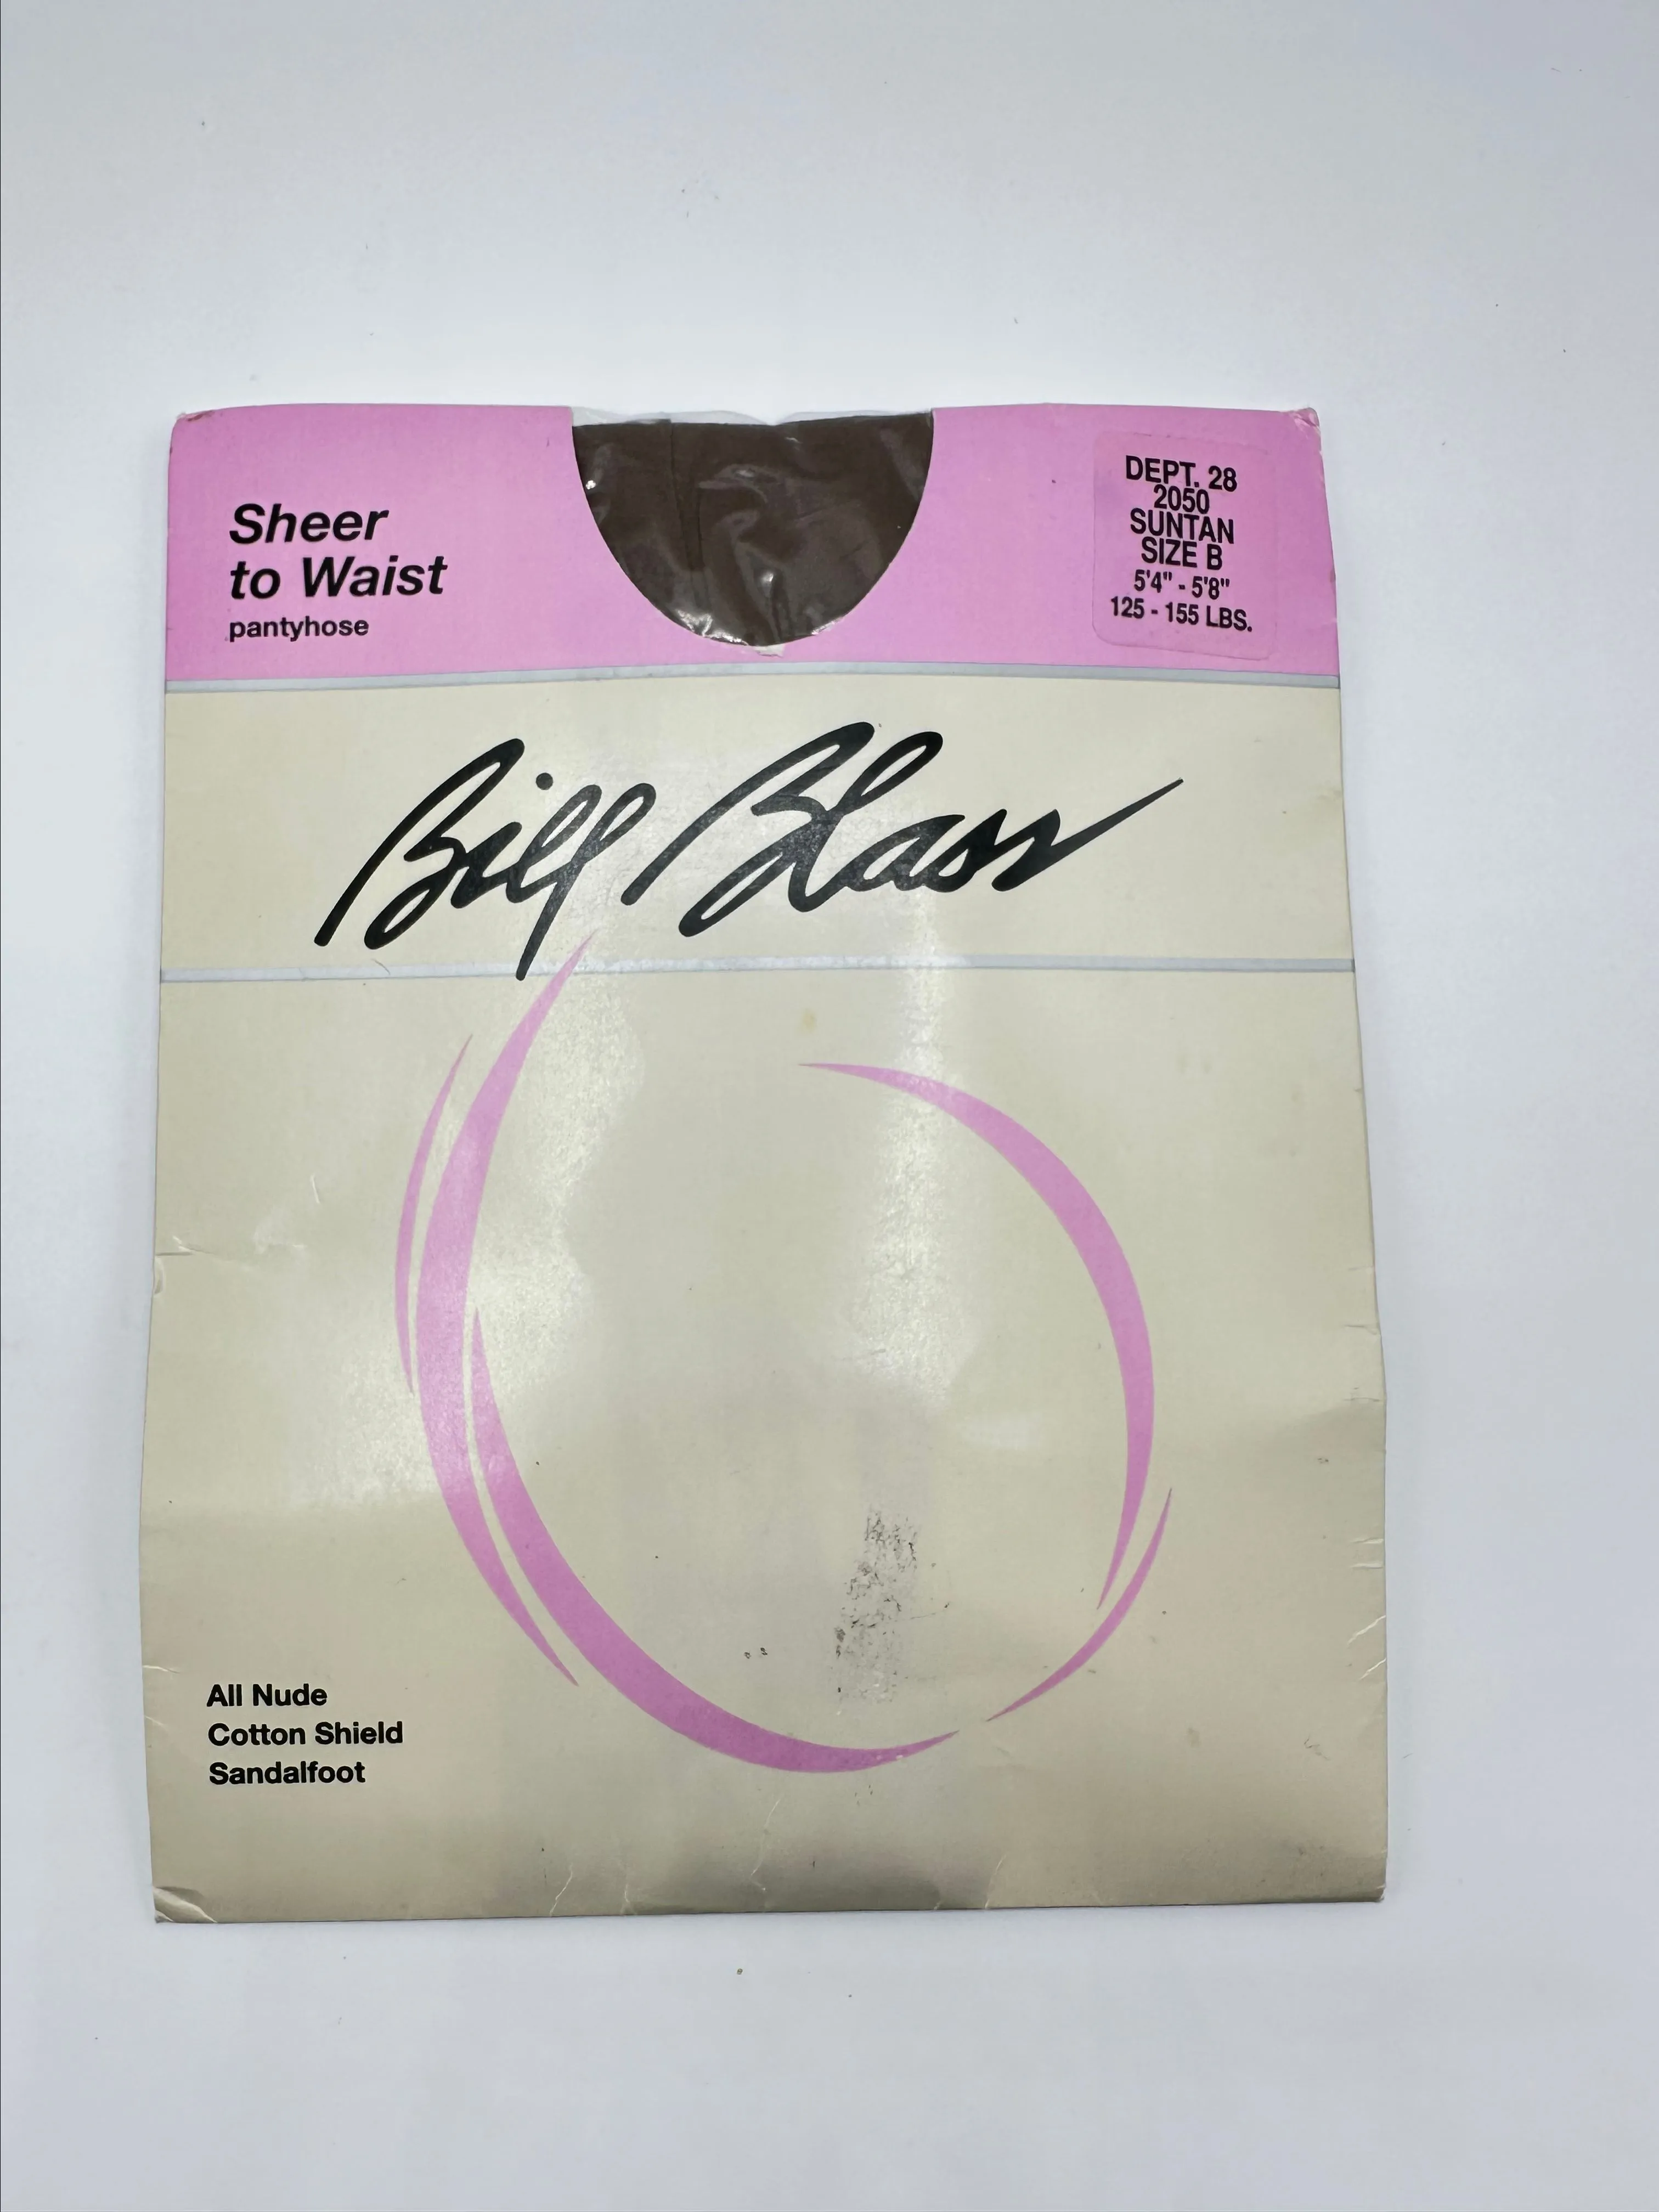 Sheer
to Waist
pantyhose
DEPT. 28
2050
SUNTAN
SIZE B
5'4" - 5'8"
125 - 155 LBS.
Bill Blass
All Nude
Cotton Shield
Sandalfoot